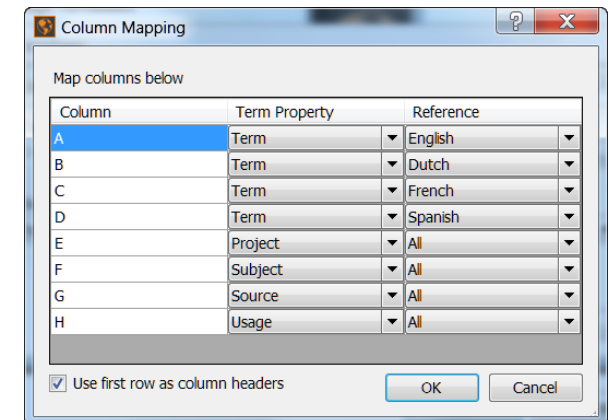 Column Mapping
Map columns below
Column Term Property Reference
A Term English
B Term Dutch
C Term French
D Term Spanish
E Project All
F Subject All
G Source All
H Usage All
Use first row as column headers OK Cancel